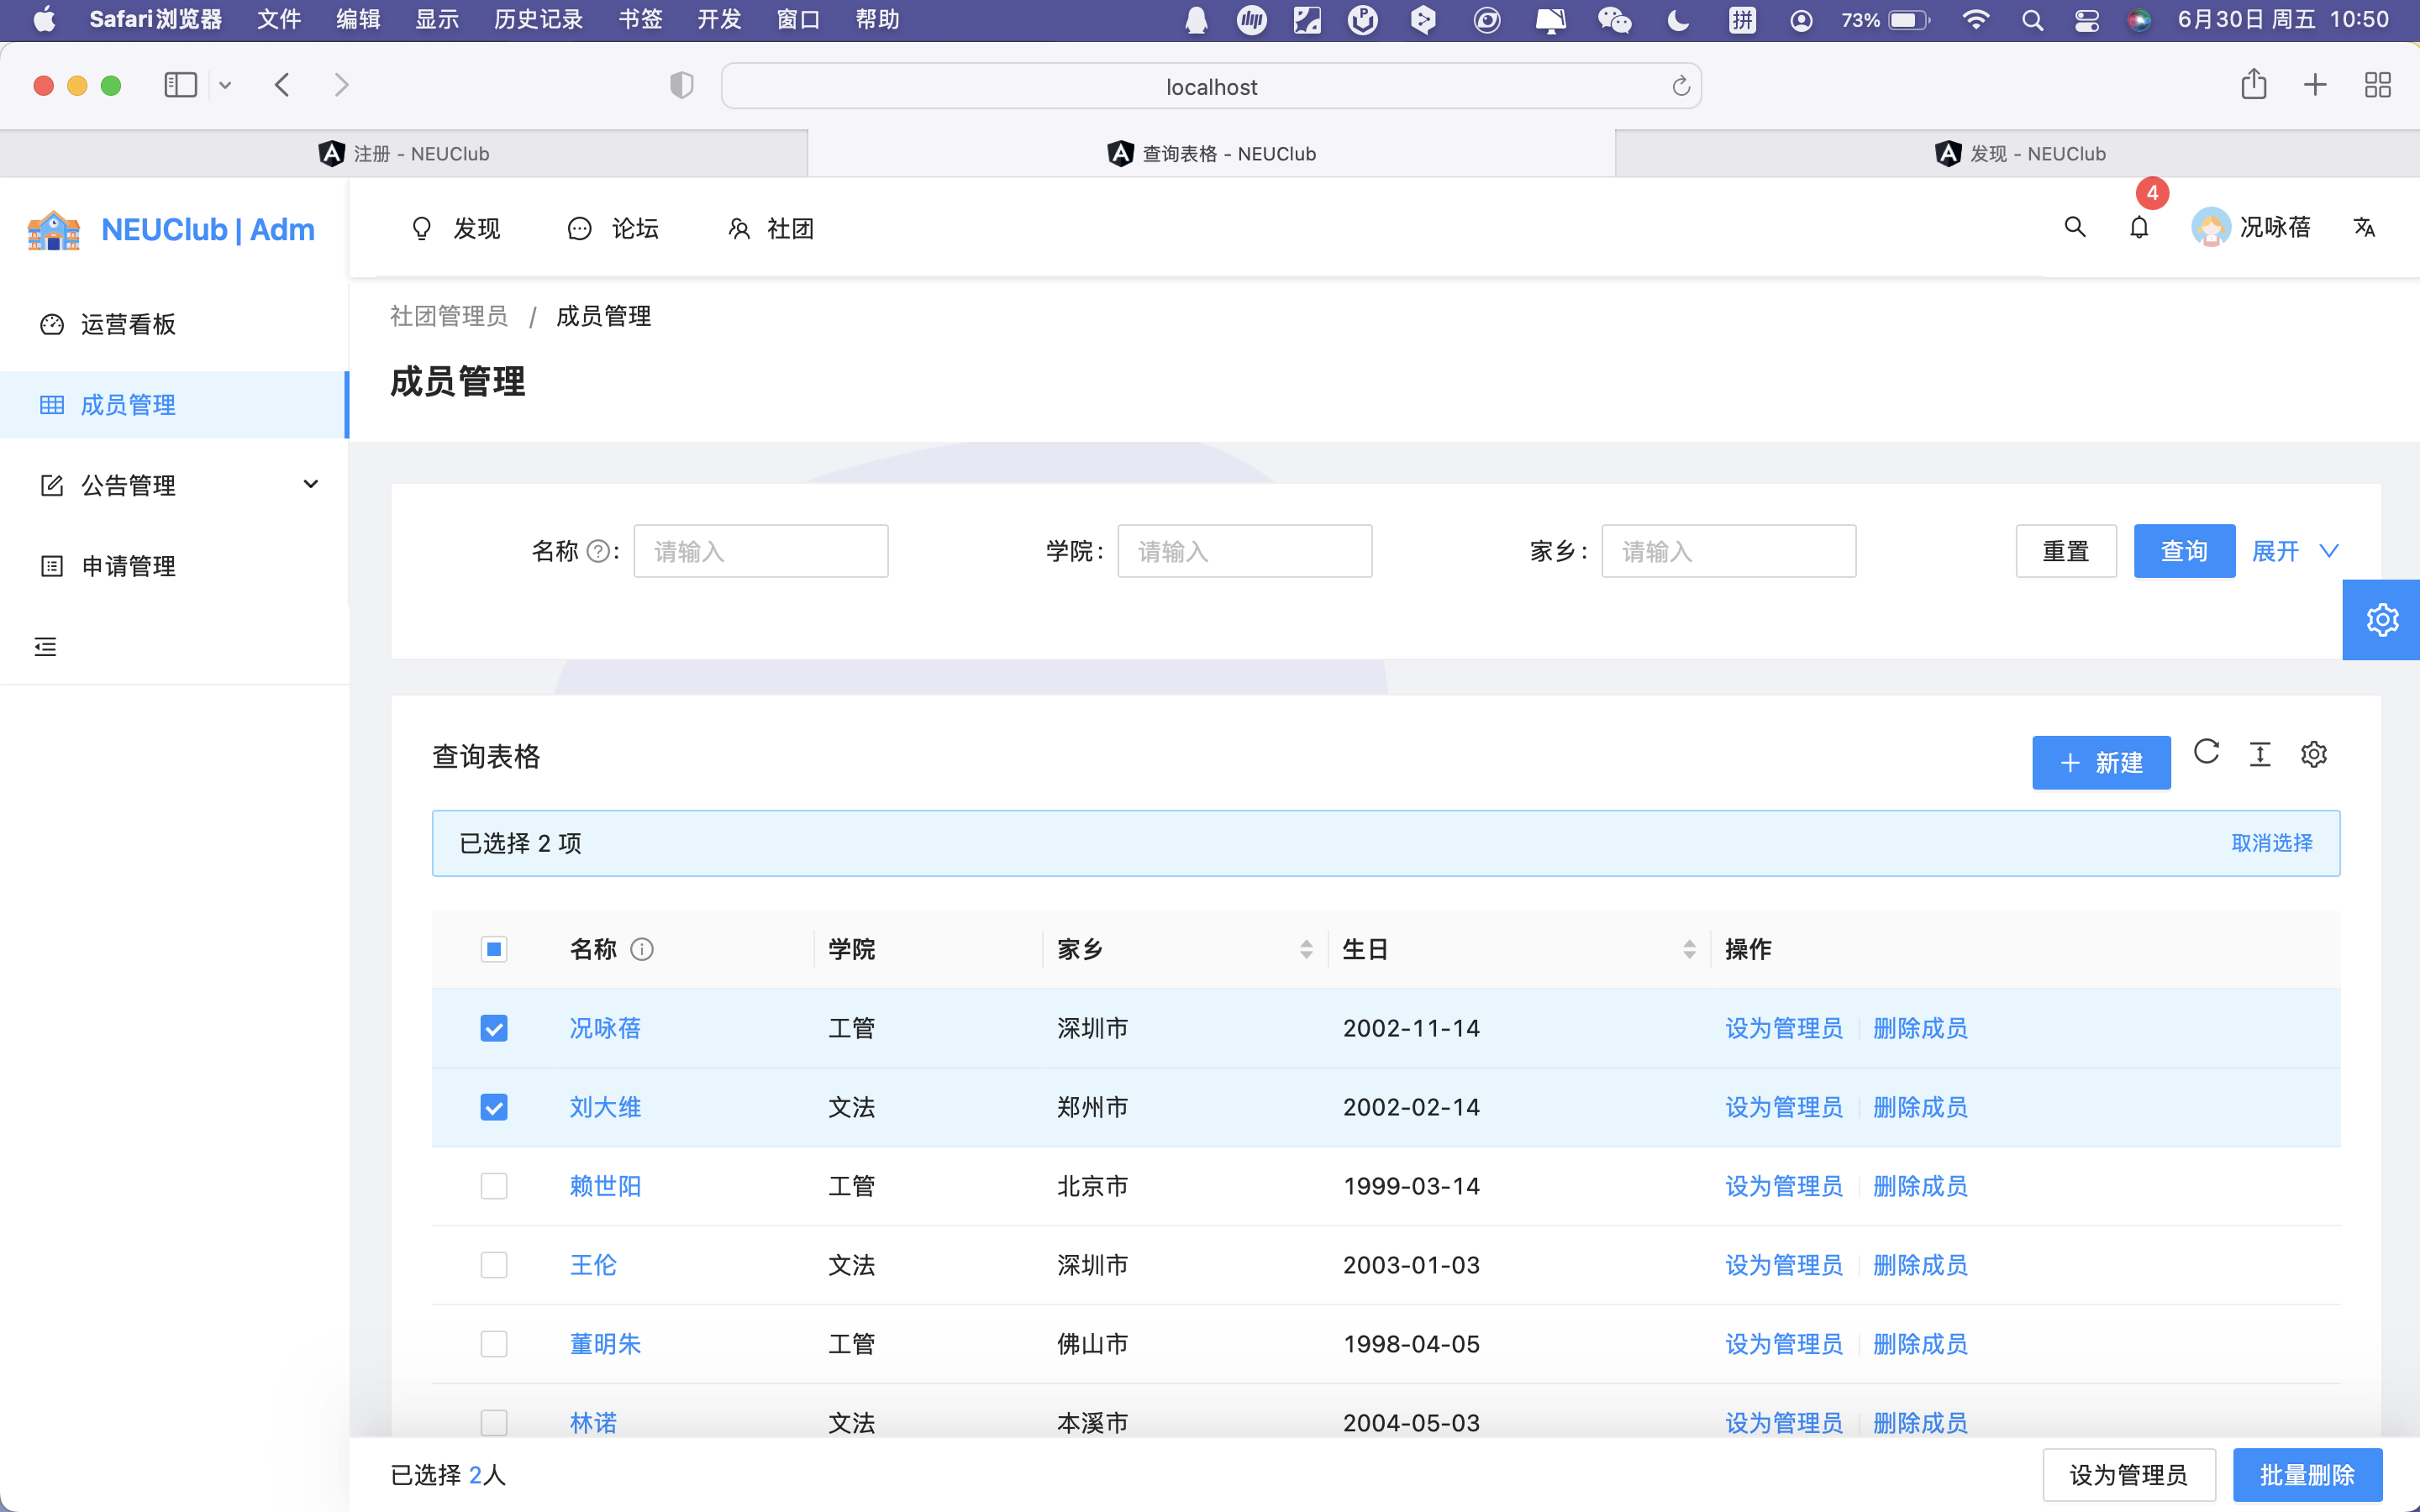 Safari浏览器 文件 编辑 显示 历史记录 书签 开发 窗口 帮助 拼 73% 6月30日 周五 10:50
localhost
注册 – NEUClub 查询表格 – NEUClub 发现 – NEUClub
NEUClub | Adm 发现 论坛 社团 4 况咏蓓
运营看板
成员管理
公告管理
申请管理
社团管理员 / 成员管理
成员管理
名称 ? : 请输入 学院 : 请输入 家乡 : 请输入 重置 查询 展开
查询表格 新建
已选择 2 项 取消选择
名称 学院 家乡 生日 操作
况咏蓓 工管 深圳市 2002-11-14 设为管理员 删除成员
刘大维 文法 郑州市 2002-02-14 设为管理员 删除成员
赖世阳 工管 北京市 1999-03-14 设为管理员 删除成员
王伦 文法 深圳市 2003-01-03 设为管理员 删除成员
董明朱 工管 佛山市 1998-04-05 设为管理员 删除成员
林诺 文法 本溪市 2004-05-03 设为管理员 删除成员
已选择 2人 设为管理员 批量删除